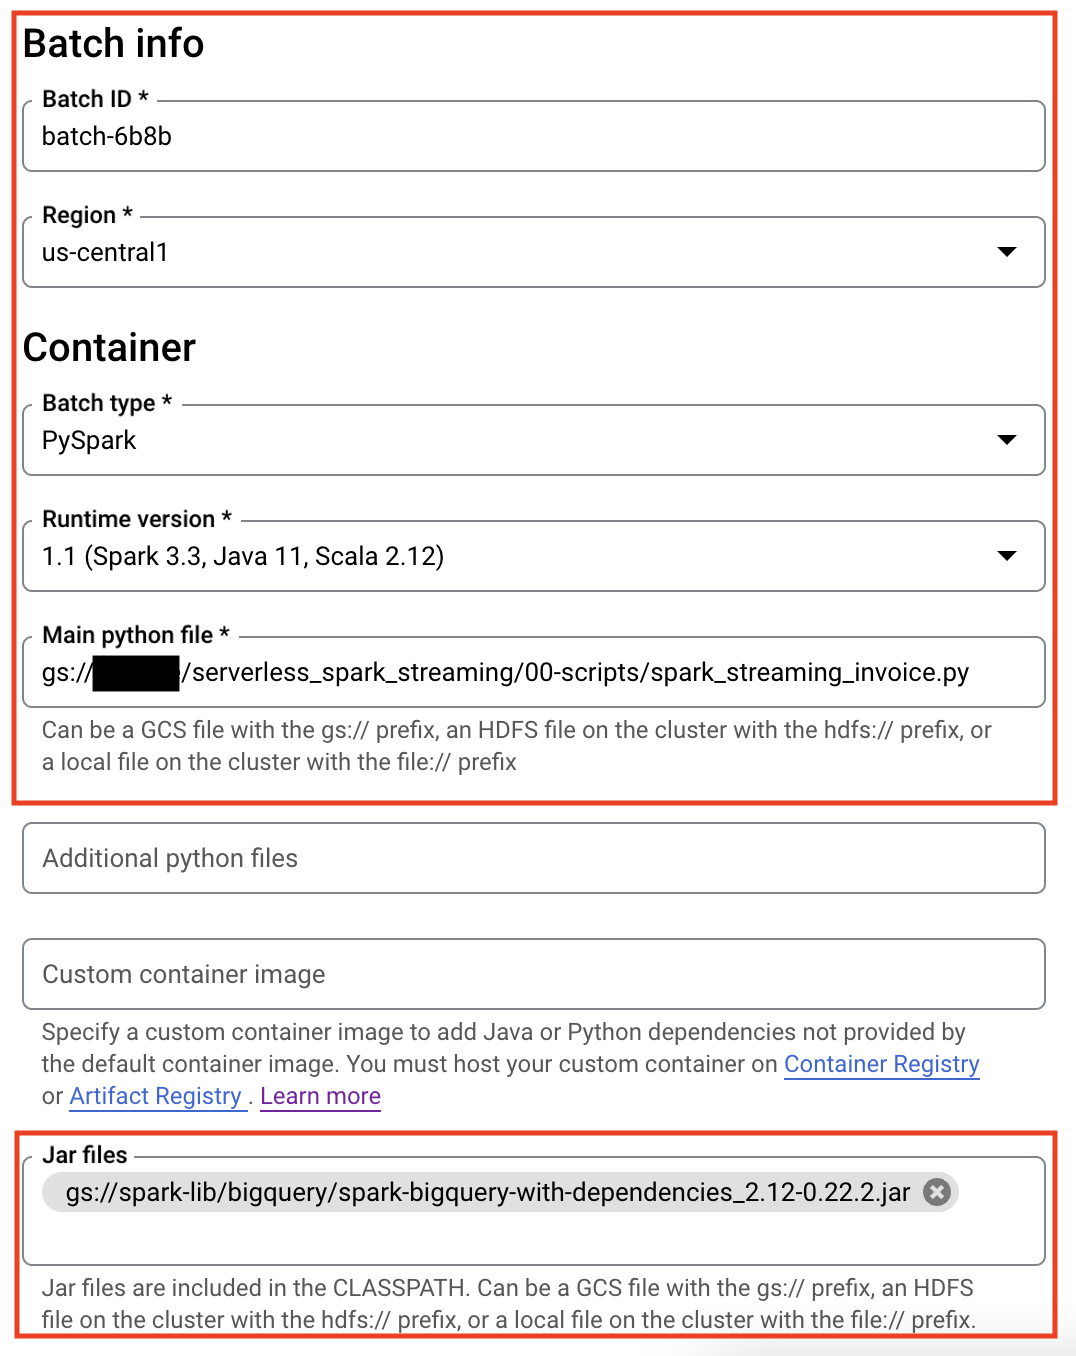 Batch info
Batch ID *
batch-6b8b
Region *
us-central1
Container
Batch type *
PySpark
Runtime version *
1.1 (Spark 3.3, Java 11, Scala 2.12)
Main python file *
gs:// /serverless_spark_streaming/00-scripts/spark_streaming_invoice.py
Can be a GCS file with the gs:// prefix, an HDFS file on the cluster with the hdfs:// prefix, or
a local file on the cluster with the file:// prefix
Additional python files
Custom container image
Specify a custom container image to add Java or Python dependencies not provided by
the default container image. You must host your custom container on Container Registry
or Artifact Registry . Learn more
Jar files
gs://spark-lib/bigquery/spark-bigquery-with-dependencies_2.12-0.22.2.jar
Jar files are included in the CLASSPATH. Can be a GCS file with the gs:// prefix, an HDFS
file on the cluster with the hdfs:// prefix, or a local file on the cluster with the file:// prefix.